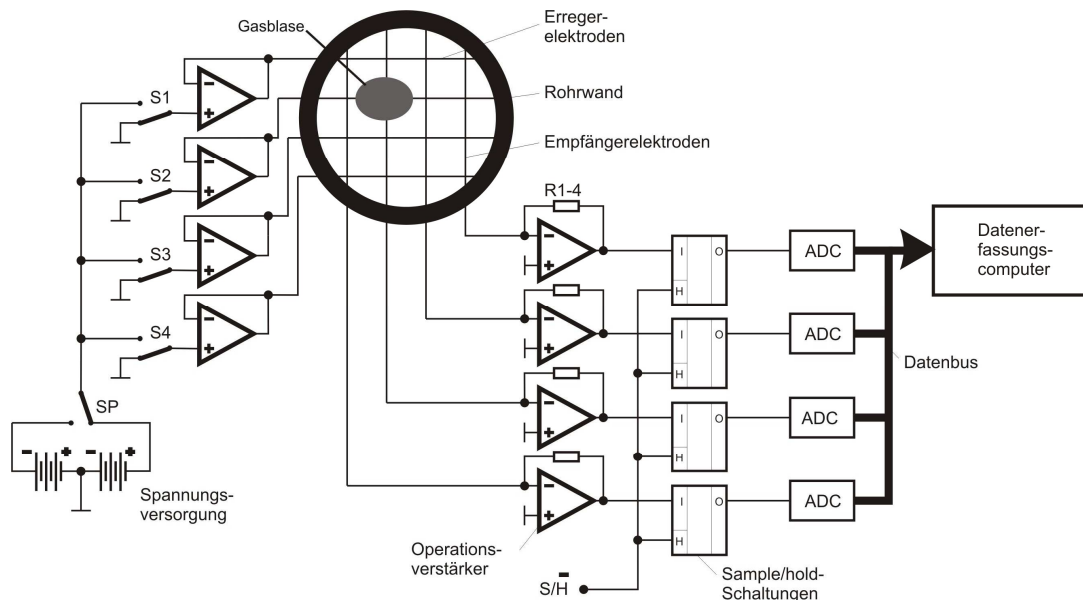 Gasblase
Erreger-
elektroden
Rohrwand
Empfängerelektroden
S1
S2
S3
S4
SP
- + - +
Spannungs-
versorgung
- +
- +
- +
- +
R1-4
- +
- +
- +
- +
I O
H
I O
H
I O
H
I O
H
ADC
ADC
ADC
ADC
Datener-
fassungs-
computer
Datenbus
Operations-
verstärker
S/H̅
Sample/hold-
Schaltungen